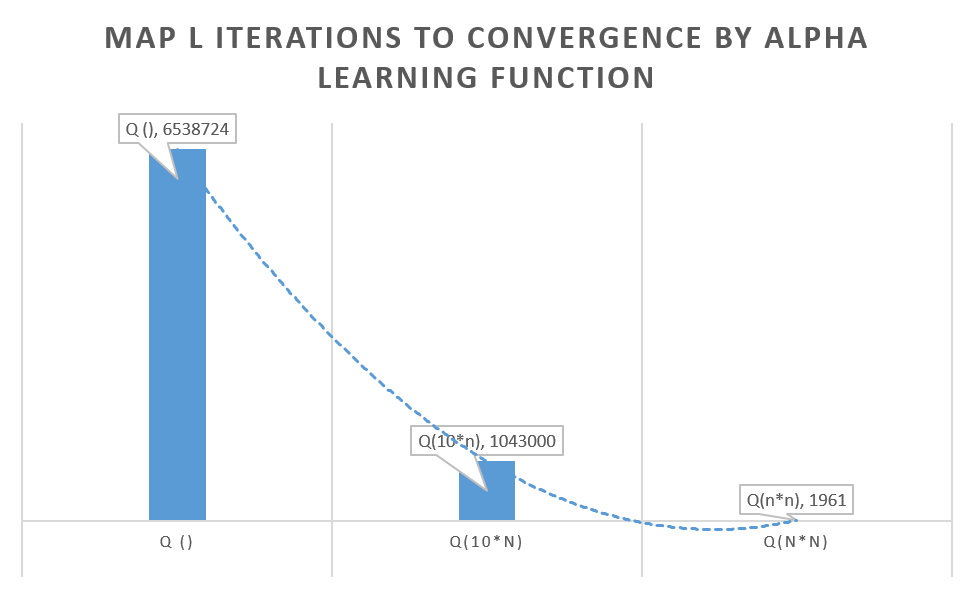 MAP L ITERATIONS TO CONVERGENCE BY ALPHA
LEARNING FUNCTION
Q (), 6538724
Q(10*n), 1043000
Q(n*n), 1961
Q ()
Q(10*N)
Q(N*N)